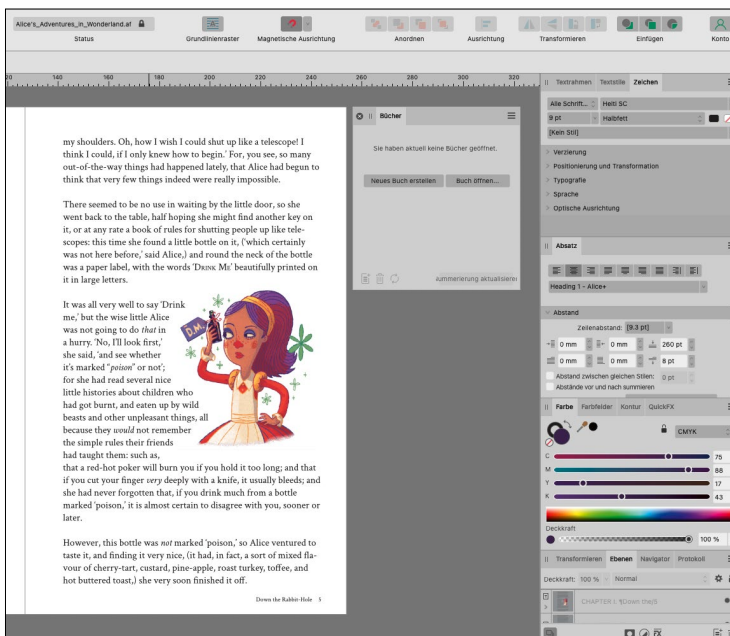 Alice's_Adventures_in_Wonderland.af
Status
Grundlinienraster
Magnetische Ausrichtung
Anordnen
Ausrichtung
Transformieren
Einfügen
Konto
140 160 180 200 220 240 260 280 300 320
my shoulders. Oh, how I wish I could shut up like a telescope! I
think I could, if I only knew how to begin.’ For, you see, so many
out-of-the-way things had happened lately, that Alice had begun to
think that very few things indeed were really impossible.
There seemed to be no use in waiting by the little door, so she
went back to the table, half hoping she might find another key on
it, or at any rate a book of rules for shutting people up like tele-
scopes: this time she found a little bottle on it, (‘which certainly
was not here before,’ said Alice,) and round the neck of the bottle
was a paper label, with the words ‘Drink Me’ beautifully printed on
it in large letters.
It was all very well to say ‘Drink
me,’ but the wise little Alice
was not going to do that in
a hurry. ‘No, I’ll look first,’
she said, ‘and see whether
it’s marked “poison” or not’;
for she had read several nice
little histories about children who
had got burnt, and eaten up by wild
beasts and other unpleasant things, all
because they would not remember
the simple rules their friends
had taught them: such as,
that a red-hot poker will burn you if you hold it too long; and that
if you cut your finger very deeply with a knife, it usually bleeds; and
she had never forgotten that, if you drink much from a bottle
marked ‘poison,’ it is almost certain to disagree with you, sooner or
later.
However, this bottle was not marked ‘poison,’ so Alice ventured to
taste it, and finding it very nice, (it had, in fact, a sort of mixed fla-
vour of cherry-tart, custard, pine-apple, roast turkey, toffee, and
hot buttered toast,) she very soon finished it off.
Down the Rabbit-Hole 5
D.M.
Bücher
Sie haben aktuell keine Bücher geöffnet.
Neues Buch erstellen
Buch öffnen...
summerierung aktualisieren
Textrahmen Textstile Zeichen
Alle Schrift... Heiti SC
9 pt Halbfett
[Kein Stil]
Verzierung
Positionierung und Transformation
Typografie
Sprache
Optische Ausrichtung
Absatz
Heading 1 - Alice+
Abstand
Zeilenabstand: [9.3 pt]
0 mm 0 mm 260 pt
0 mm 0 mm 8 pt
Abstand zwischen gleichen Stilen: 0 pt
Abstände vor und nach summieren
Farbe Farbfelder Kontur QuickFX
CMYK
C 75
M 88
Y 17
K 43
Deckkraft
100 %
Transformieren Ebenen Navigator Protokoll
Deckkraft: 100 % Normal
CHAPTER I. ¶Down the/S